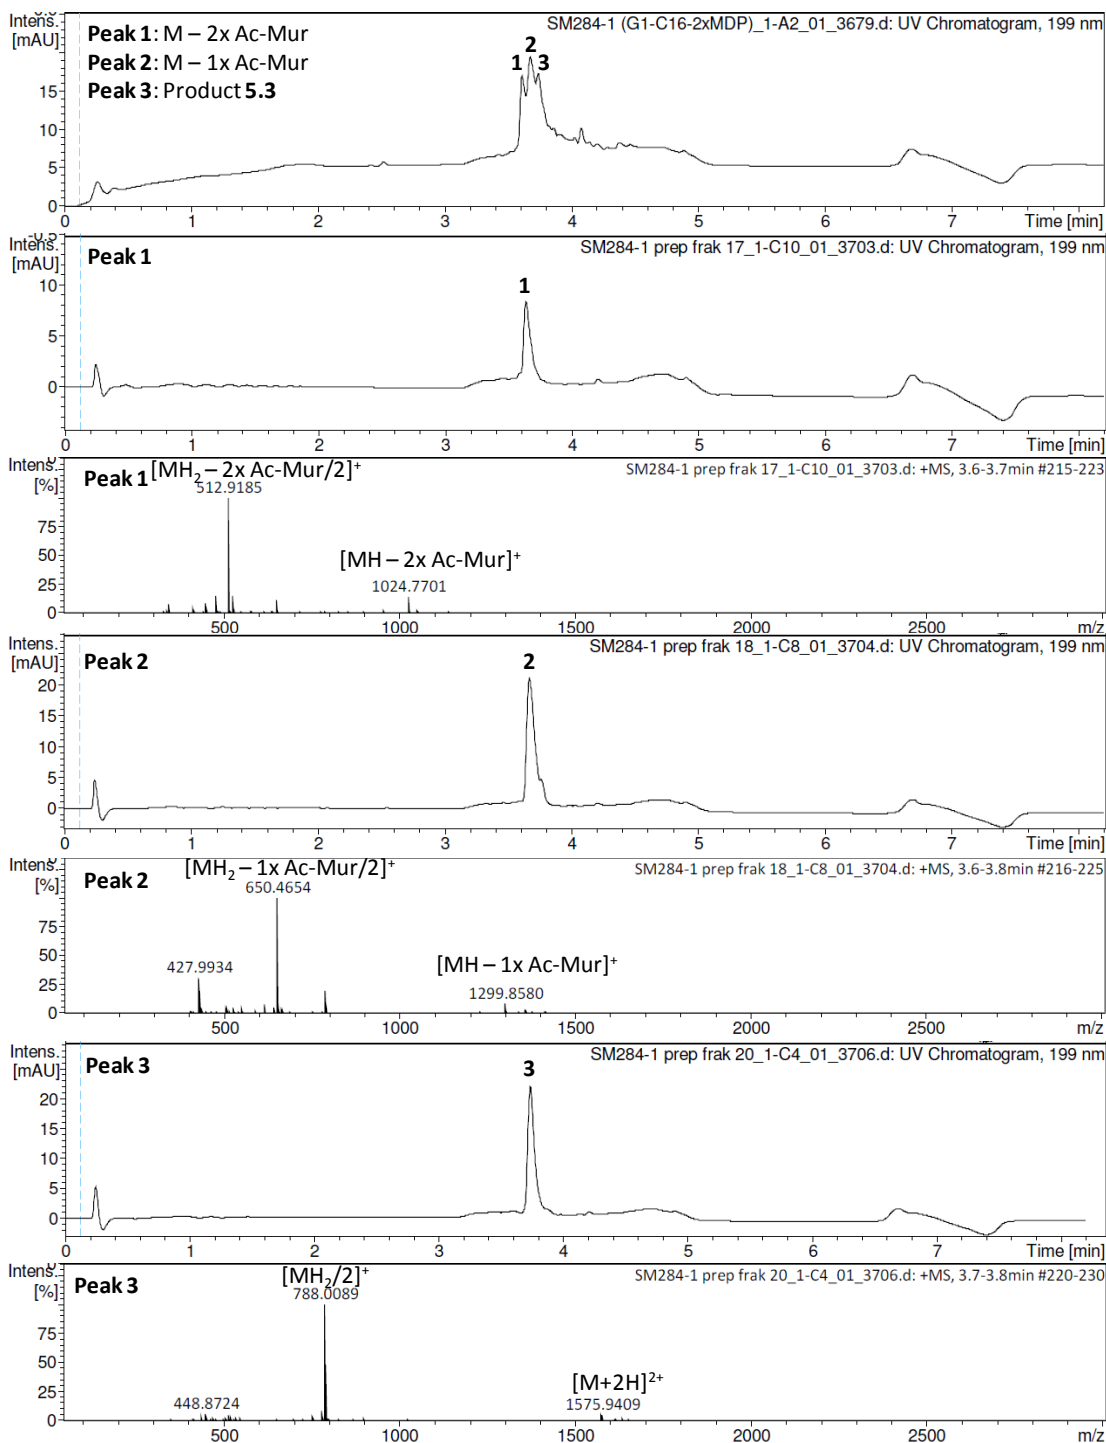 Intens.
[mAU]
SM284-1 (G1-C16-2xMDP)_1-A2_01_3679.d: UV Chromatogram, 199 nm
Peak 1: M – 2x Ac-Mur
Peak 2: M – 1x Ac-Mur
Peak 3: Product 5.3
1 2 3
15
10
5
0
0 1 2 3 4 5 6 7 Time [min]
Intens.
[mAU]
Peak 1
SM284-1 prep frak 17_1-C10_01_3703.d: UV Chromatogram, 199 nm
1
10
5
0
0 1 2 3 4 5 6 7 Time [min]
Intens.
[%]
Peak 1
[MH2 – 2x Ac-Mur/2]+
SM284-1 prep frak 17_1-C10_01_3703.d: +MS, 3.6-3.7min #215-223
512.9185
[MH – 2x Ac-Mur]+
1024.7701
75
50
25
0
500 1000 1500 2000 2500 m/z
Intens.
[mAU]
Peak 2
SM284-1 prep frak 18_1-C8_01_3704.d: UV Chromatogram, 199 nm
2
20
15
10
5
0
0 1 2 3 4 5 6 7 Time [min]
Intens.
[%]
Peak 2
[MH2 – 1x Ac-Mur/2]+
SM284-1 prep frak 18_1-C8_01_3704.d: +MS, 3.6-3.8min #216-225
650.4654
427.9934
[MH – 1x Ac-Mur]+
1299.8580
75
50
25
0
500 1000 1500 2000 2500 m/z
Intens.
[mAU]
Peak 3
SM284-1 prep frak 20_1-C4_01_3706.d: UV Chromatogram, 199 nm
3
20
15
10
5
0
0 1 2 3 4 5 6 7 Time [min]
Intens.
[%]
Peak 3
[MH2/2]+
SM284-1 prep frak 20_1-C4_01_3706.d: +MS, 3.7-3.8min #220-230
788.0089
448.8724
[M+2H]2+
1575.9409
75
50
25
0
500 1000 1500 2000 2500 m/z